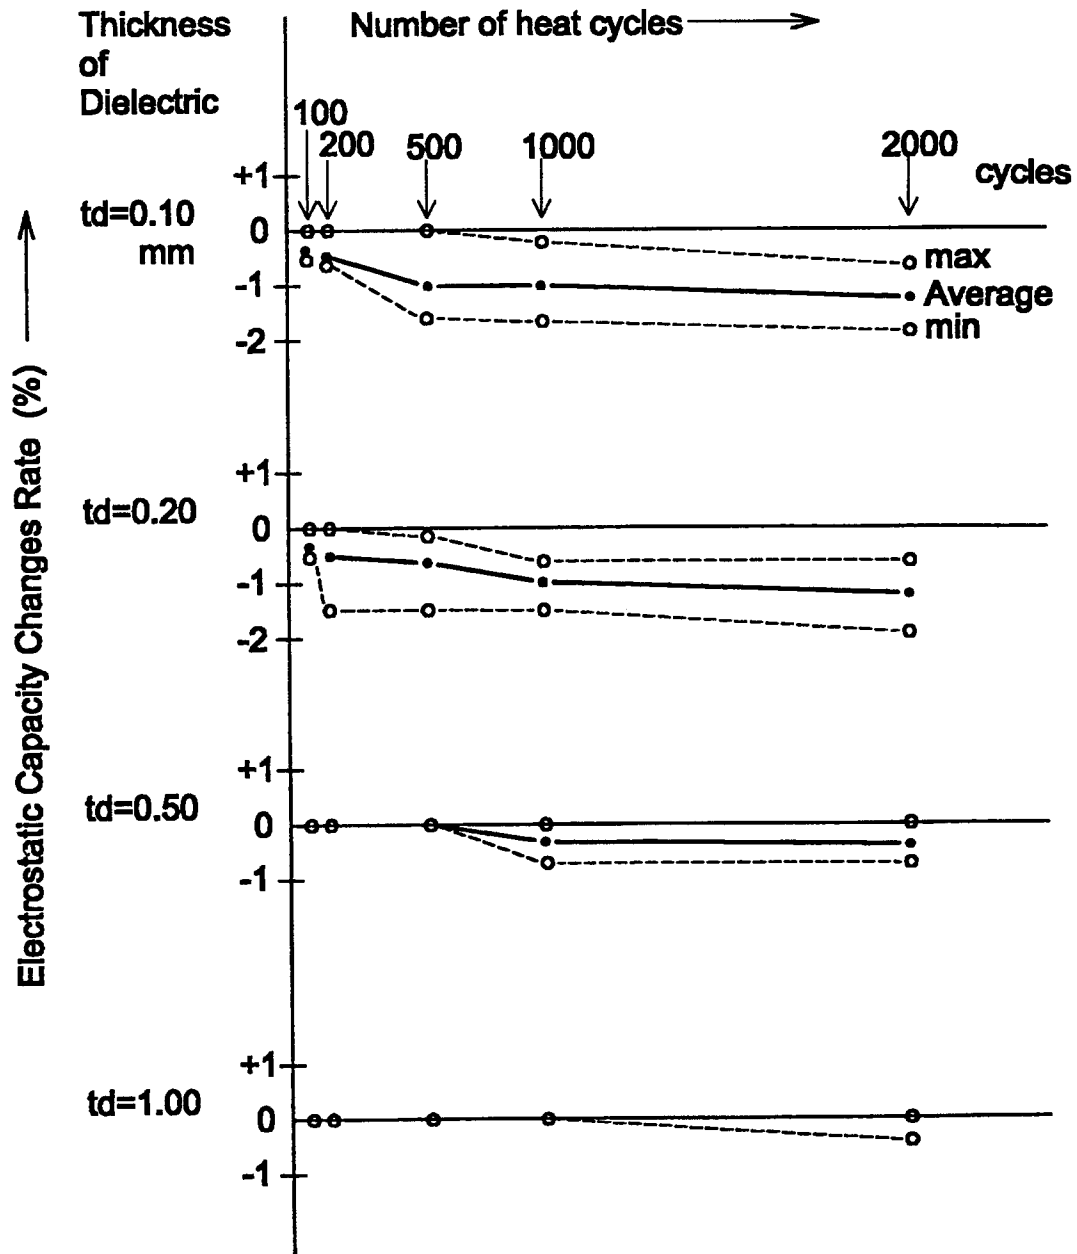 Thickness
of
Dielectric
Number of heat cycles
100
200
500
1000
2000
cycles
td=0.10
mm
+1
0
-1
-2
max
Average
min
td=0.20
+1
0
-1
-2
td=0.50
+1
0
-1
td=1.00
+1
0
-1
Electrostatic Capacity Changes Rate (%)